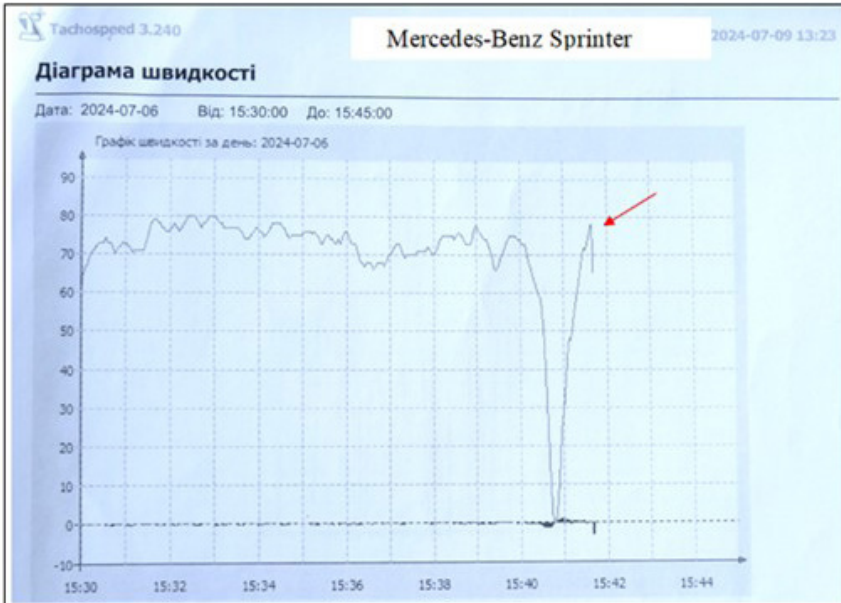 Tachospeed 3.240
Mercedes-Benz Sprinter
2024-07-09 13:23
Діаграма швидкості
Дата: 2024-07-06 Від: 15:30:00 До: 15:45:00
Графік швидкості за день: 2024-07-06
90
80
70
60
50
40
30
20
10
0
-10
15:30 15:32 15:34 15:36 15:38 15:40 15:42 15:44